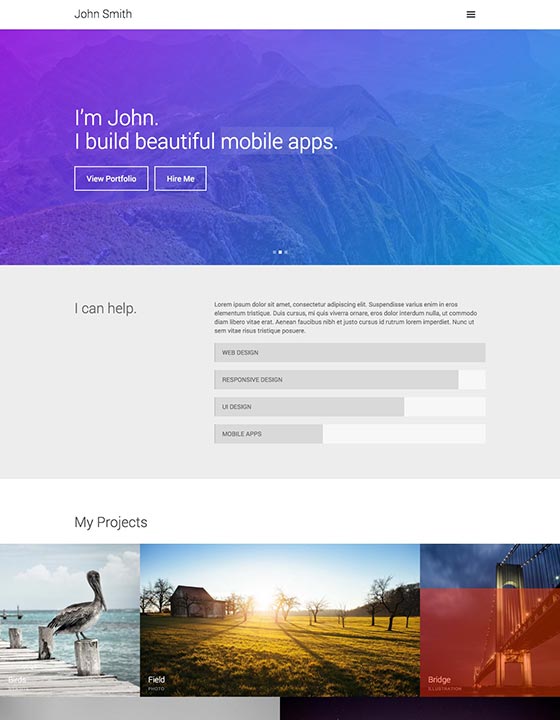 John Smith
I'm John.
I build beautiful mobile apps.
View Portfolio
Hire Me
I can help.
Lorem ipsum dolor sit amet, consectetur adipiscing elit. Suspendisse varius enim in eros
elementum tristique. Duis cursus, mi quis viverra ornare, eros dolor interdum nulla, ut commodo
diam libero vitae erat. Aenean faucibus nibh et justo cursus id rutrum lorem imperdiet. Nunc ut
sem vitae risus tristique posuere.
WEB DESIGN
RESPONSIVE DESIGN
UI DESIGN
MOBILE APPS
My Projects
Birds
Field
PHOTO
Bridge
ILLUSTRATION